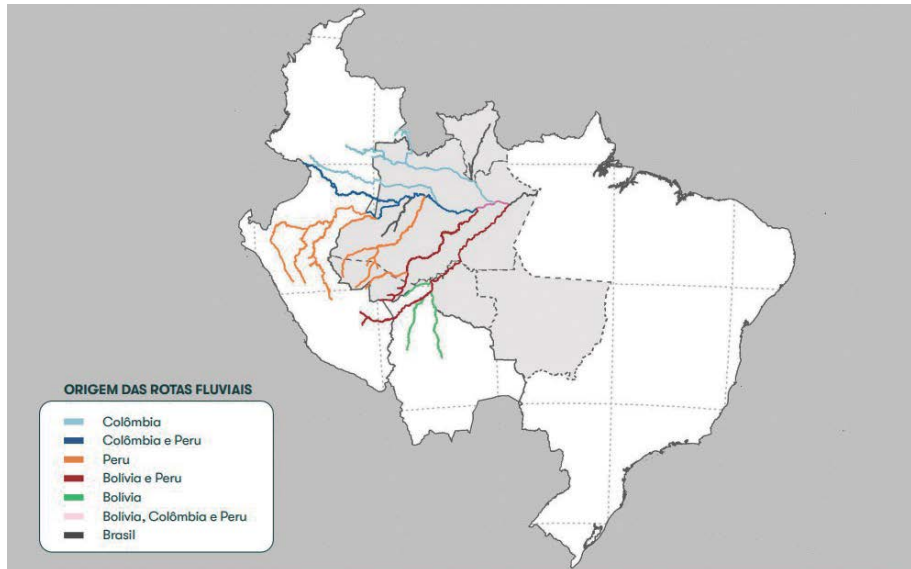 ORIGEM DAS ROTAS FLUVIAIS
Colômbia
Colômbia e Peru
Peru
Bolívia e Peru
Bolívia
Bolívia, Colômbia e Peru
Brasil